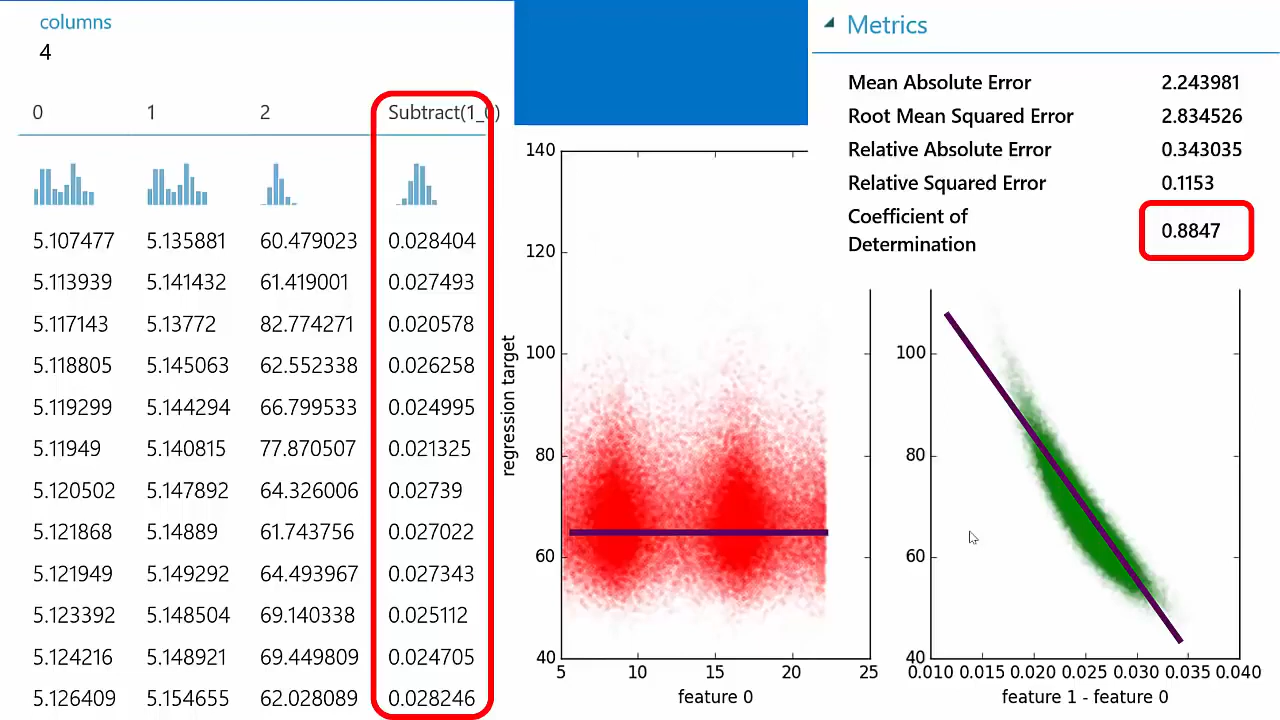 columns
4
0 1 2 Subtract(1_0)
5.107477 5.135881 60.479023 0.028404
5.113939 5.141432 61.419001 0.027493
5.117143 5.13772 82.774271 0.020578
5.118805 5.145063 62.552338 0.026258
5.119299 5.144294 66.799533 0.024995
5.11949 5.140815 77.870507 0.021325
5.120502 5.147892 64.326006 0.02739
5.121868 5.14889 61.743756 0.027022
5.121949 5.149292 64.493967 0.027343
5.123392 5.148504 69.140338 0.025112
5.124216 5.148921 69.449809 0.024705
5.126409 5.154655 62.028089 0.028246
140
120
100
80
60
40
regression target
5 10 15 20 25
feature 0
Metrics
Mean Absolute Error 2.243981
Root Mean Squared Error 2.834526
Relative Absolute Error 0.343035
Relative Squared Error 0.1153
Coefficient of
Determination 0.8847
100
80
60
40
0.010 0.015 0.020 0.025 0.030 0.035 0.040
feature 1 - feature 0